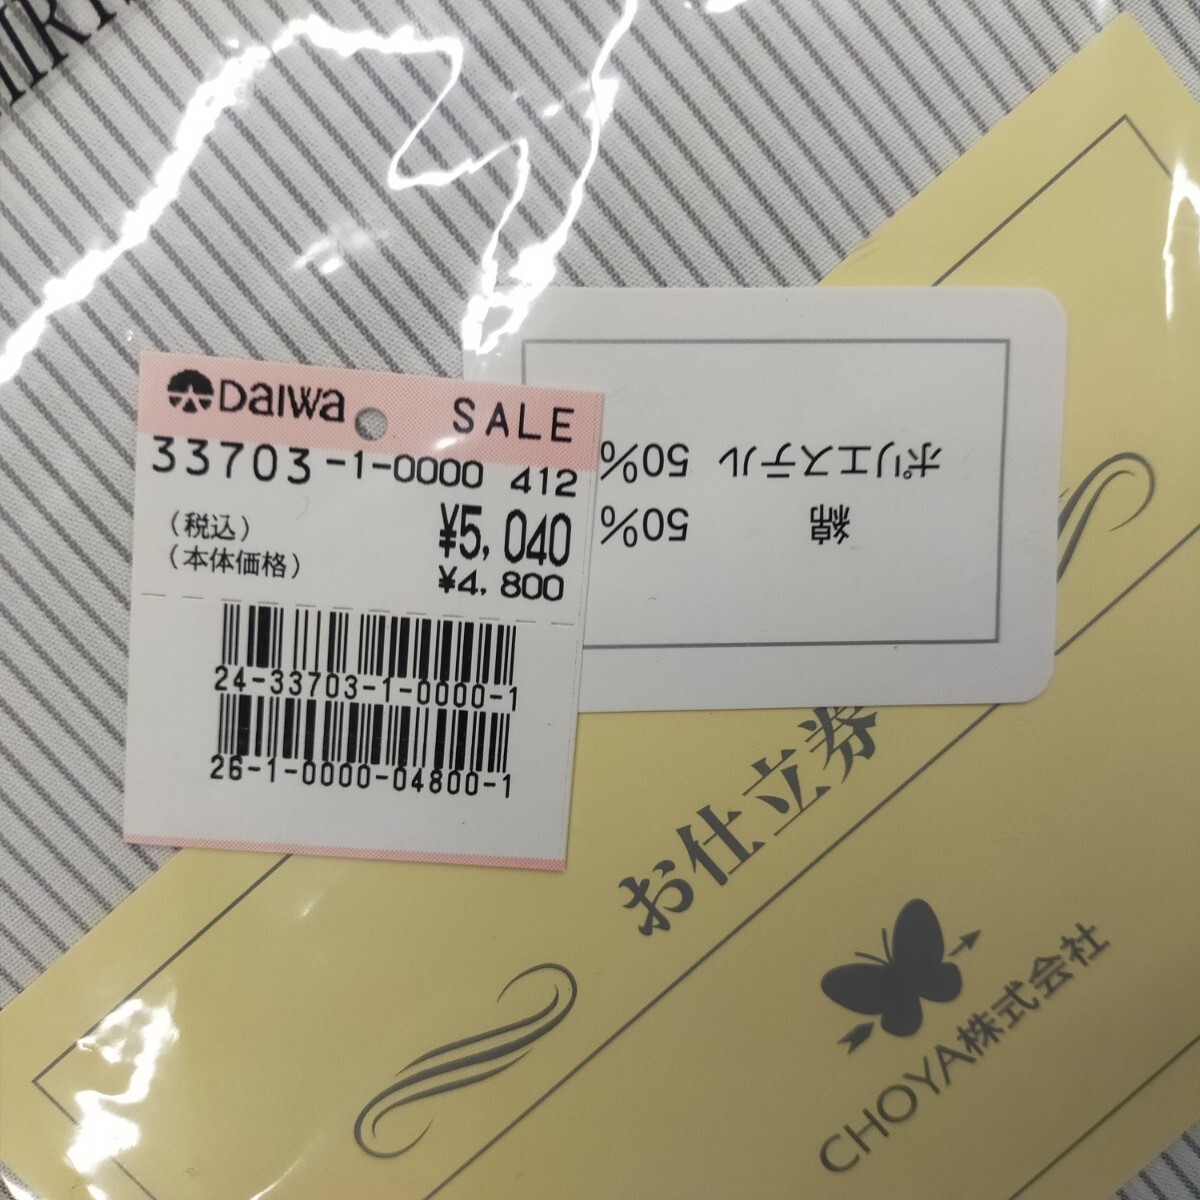 Daiwa SALE
33703-1-0000 412
(税込) ¥5,040
(本体価格) ¥4,800
24-33703-1-0000-1
26-1-0000-04800-1
ポリエステル 50%
綿 50%
お仕立券
CHOYA株式会社